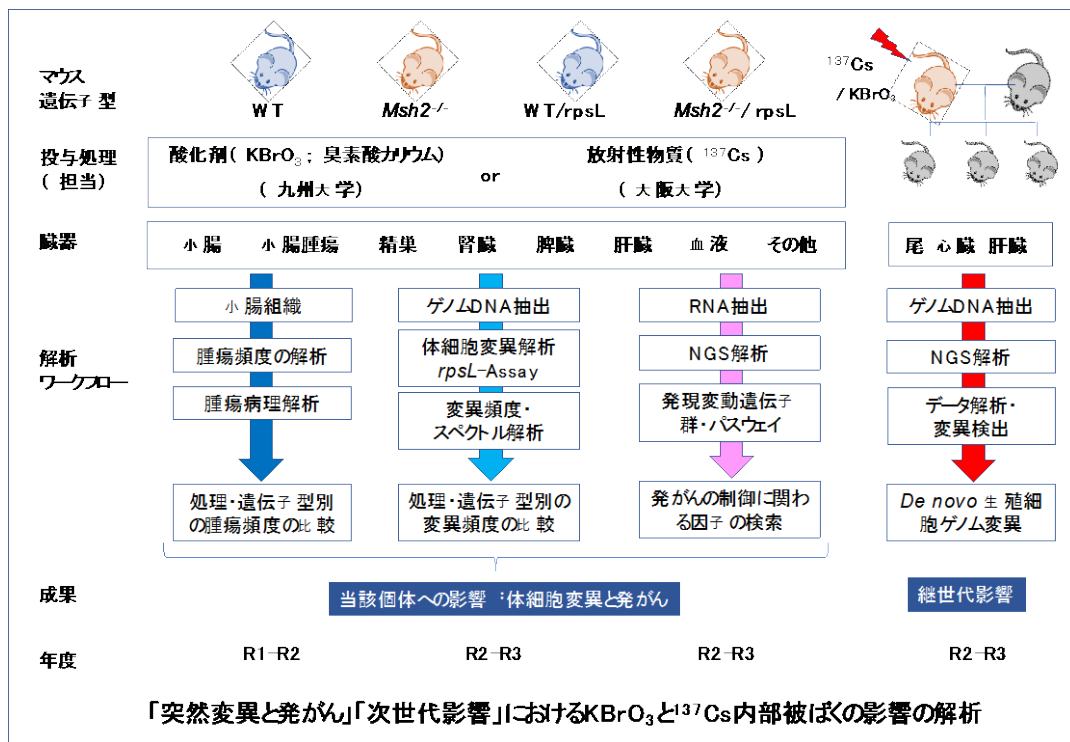 マウス
遺伝子型
WT
Msh2⁻/⁻
WT/rpsL
Msh2⁻/⁻/ rpsL
¹³⁷Cs
/ KBrO₃
投与処理
( 担当)
酸化剤( KBrO₃ ; 臭素酸カリウム)
( 九州大学)
or
放射性物質( ¹³⁷Cs )
( 大阪大学)
臓器
小腸 小腸腫瘍 精巣 腎臓 脾臓 肝臓 血液 その他
尾 心臓 肝臓
解析
ワークフロー
小腸組織
腫瘍頻度の解析
腫瘍病理解析
処理・遺伝子型別
の腫瘍頻度の比較
ゲノムDNA抽出
体細胞変異解析
rpsL-Assay
変異頻度・
スペクトル解析
処理・遺伝子型別の
変異頻度の比較
RNA抽出
NGS解析
発現変動遺伝子
群・パスウェイ
発がんの制御に関わ
る因子の検索
ゲノムDNA抽出
NGS解析
データ解析・
変異検出
De novo 生殖細
胞ゲノム変異
成果
当該個体への影響：体細胞変異と発がん
継世代影響
年度
R1-R2
R2-R3
R2-R3
R2-R3
「突然変異と発がん」「次世代影響」におけるKBrO₃と¹³⁷Cs内部被ばくの影響の解析